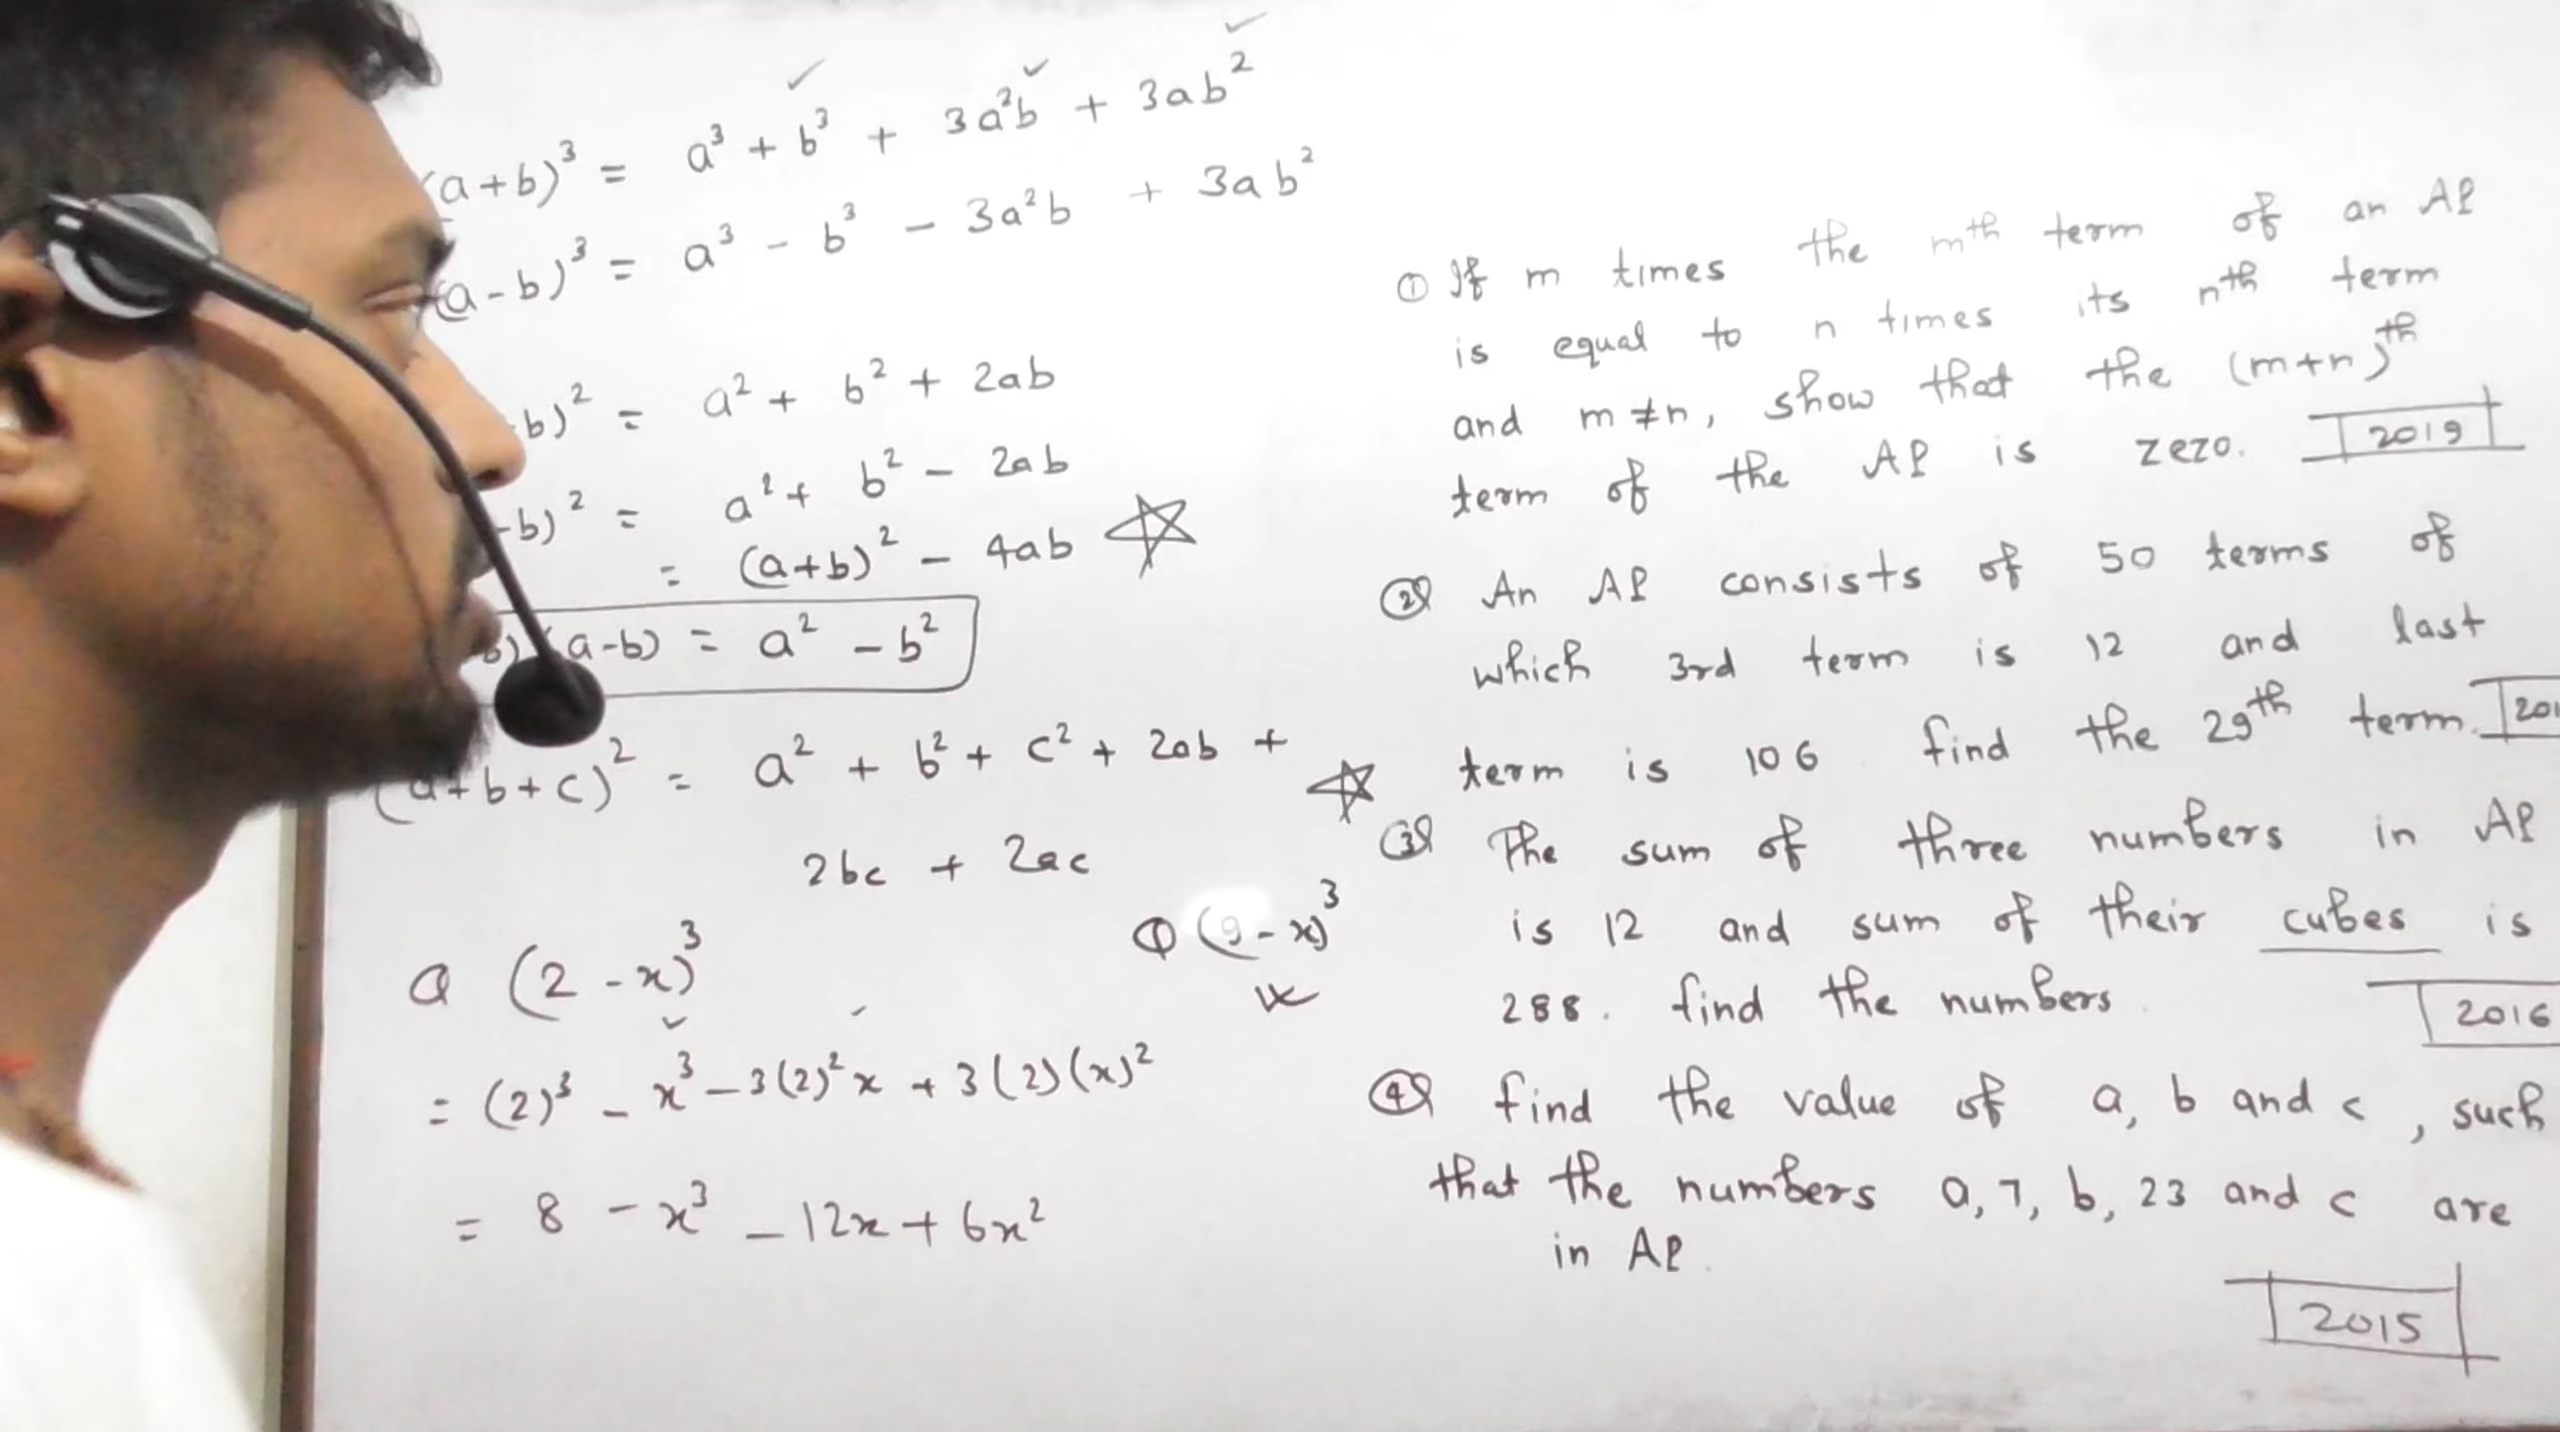 (a+b)³ = a³ + b³ + 3a²b + 3ab²
(a-b)³ = a³ - b³ - 3a²b + 3ab²
b)² = a² + b² + 2ab
-b)² = a² + b² - 2ab
= (a+b)² - 4ab
b) (a-b) = a² - b²
(a+b+c)² = a² + b² + c² + 2ab +
2bc + 2ac
Q (2-x)³
= (2)³ - x³ - 3(2)²x + 3(2)(x)²
= 8 - x³ - 12x + 6x²
Q (9-x)³
① If m times the mth term of an AP
is equal to n times its nth term
and m≠n, show that the (m+n)th
term of the AP is zero. 2019
② An AP consists of 50 terms of
which 3rd term is 12 and last
term is 106 find the 29th term. 201
③ The sum of three numbers in AP
is 12 and sum of their cubes is
288. find the numbers
2016
④ find the value of a, b and c, such
that the numbers a, 7, b, 23 and c are
in AP.
2015